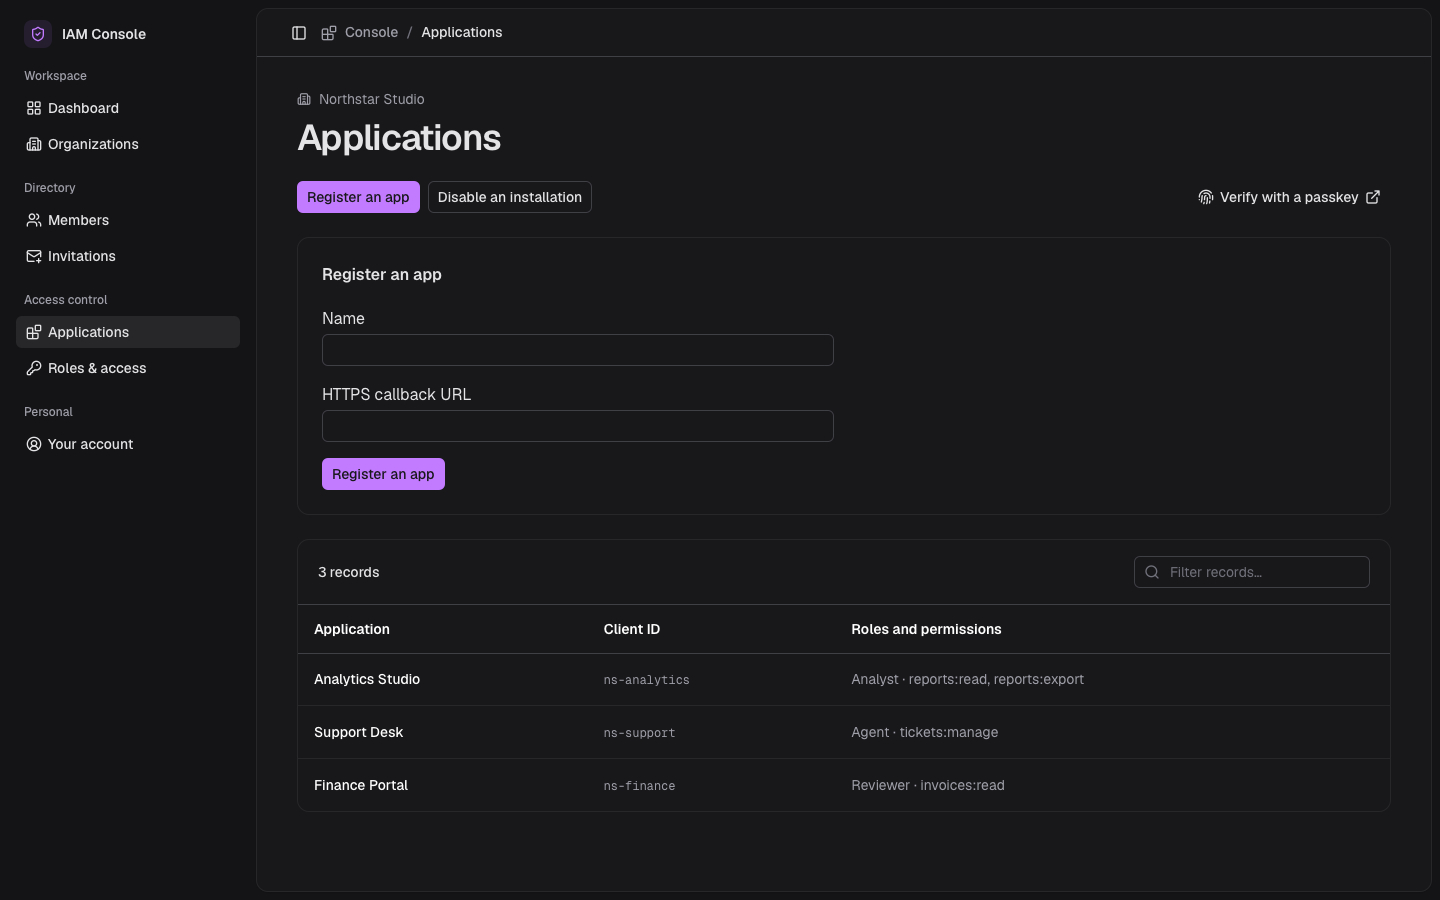 IAM Console
Workspace
Dashboard
Organizations
Directory
Members
Invitations
Access control
Applications
Roles & access
Personal
Your account
Console / Applications
Northstar Studio
Applications
Register an app
Disable an installation
Verify with a passkey
Register an app
Name
HTTPS callback URL
Register an app
3 records
Filter records...
Application Client ID Roles and permissions
Analytics Studio ns-analytics Analyst · reports:read, reports:export
Support Desk ns-support Agent · tickets:manage
Finance Portal ns-finance Reviewer · invoices:read